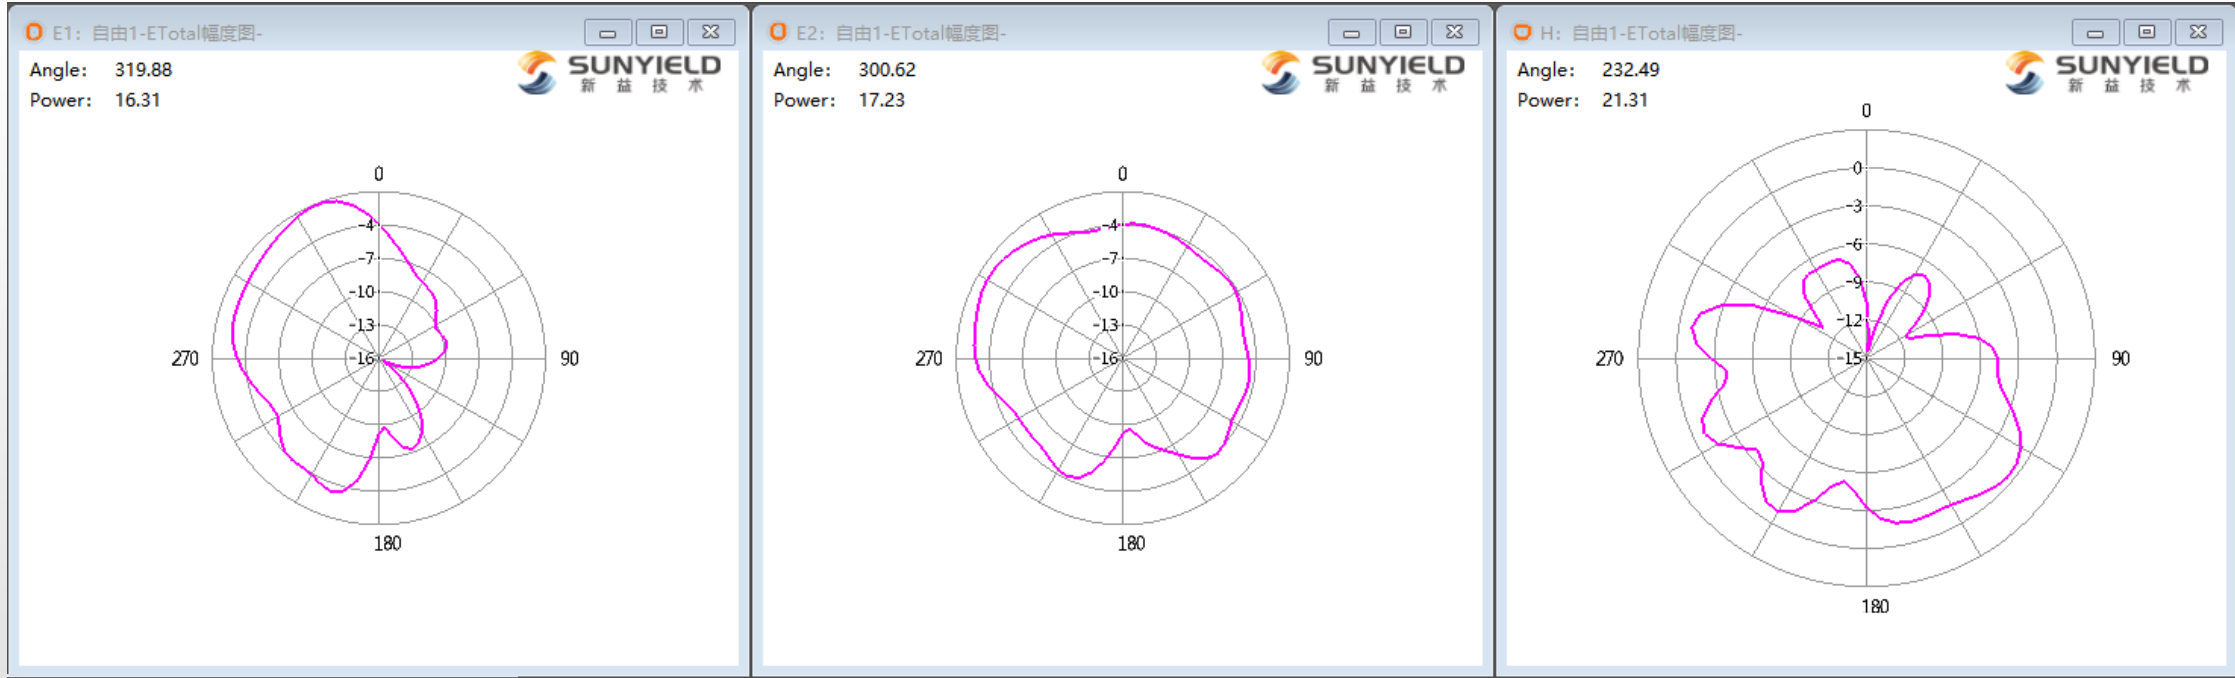 E1: 自由1-ETotal幅度图-
Angle: 319.88
Power: 16.31
SUNYIELD
新益技术
0
-4
-7
-10
-13
-16
270
90
180
E2: 自由1-ETotal幅度图-
Angle: 300.62
Power: 17.23
SUNYIELD
新益技术
0
-4
-7
-10
-13
-16
270
90
180
H: 自由1-ETotal幅度图-
Angle: 232.49
Power: 21.31
SUNYIELD
新益技术
0
0
-3
-6
-9
-12
-15
270
90
180